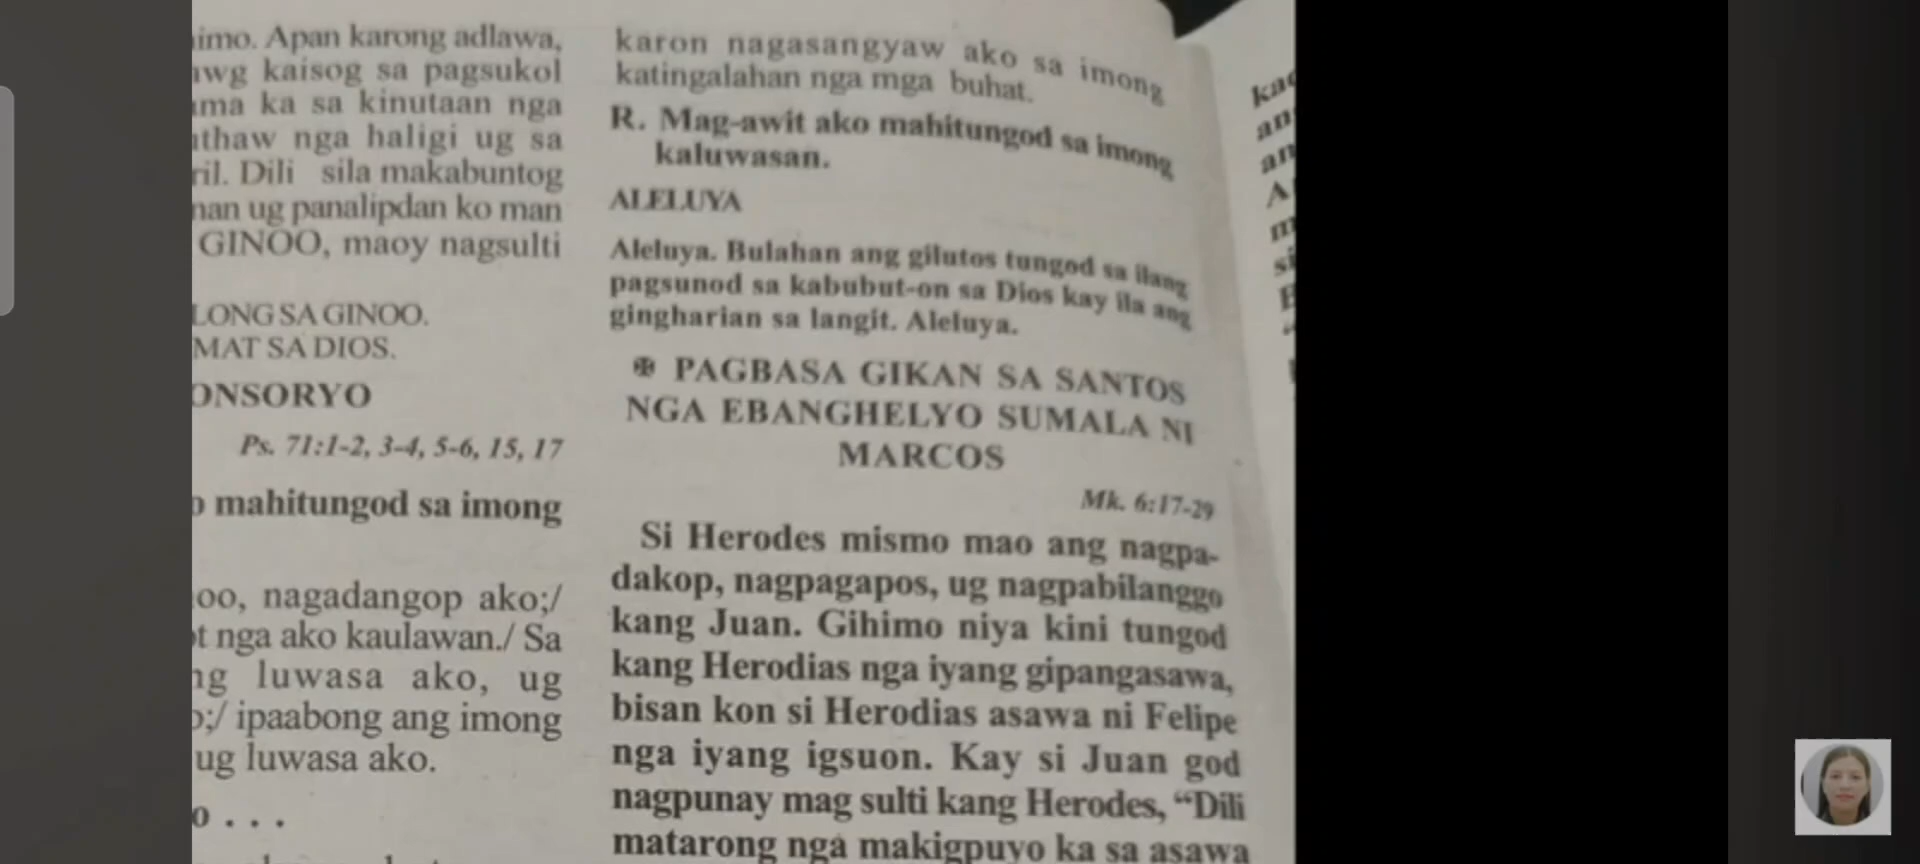 imo. Apan karong adlawa,
awg kaisog sa pagsukol
ka sa kinutaan nga
nga haligi ug sa
Dili sila makabuntog
ug panalipdan ko man
GINOO, maoy nagsulti
SA GINOO.
SA DIOS.
ONSORYO
Ps. 71:1-2, 3-4, 5-6, 15, 17
mahitungod sa imong
oo, nagadangop ako;/
nga ako kaulawan./ Sa
luwasa ako, ug
ipaabong ang imong
ug luwasa ako.
o . . .
karon nagasangyaw ako sa imong
katingalahan nga mga buhat.
R. Mag-awit ako mahitungod sa imong
kaluwasan.
ALELUYA
Aleluya. Bulahan ang gilutos tungod sa ilang
pagsunod sa kabubut-on sa Dios kay ila ang
gingharian sa langit. Aleluya.
✠ PAGBASA GIKAN SA SANTOS
NGA EBANGHELYO SUMALA NI
MARCOS
Mk. 6:17-29
Si Herodes mismo mao ang nagpa-
dakop, nagpagapos, ug nagpabilanggo
kang Juan. Gihimo niya kini tungod
kang Herodias nga iyang gipangasawa,
bisan kon si Herodias asawa ni Felipe
nga iyang igsuon. Kay si Juan god
nagpunay mag sulti kang Herodes, “Dili
matarong nga makigpuyo ka sa asawa